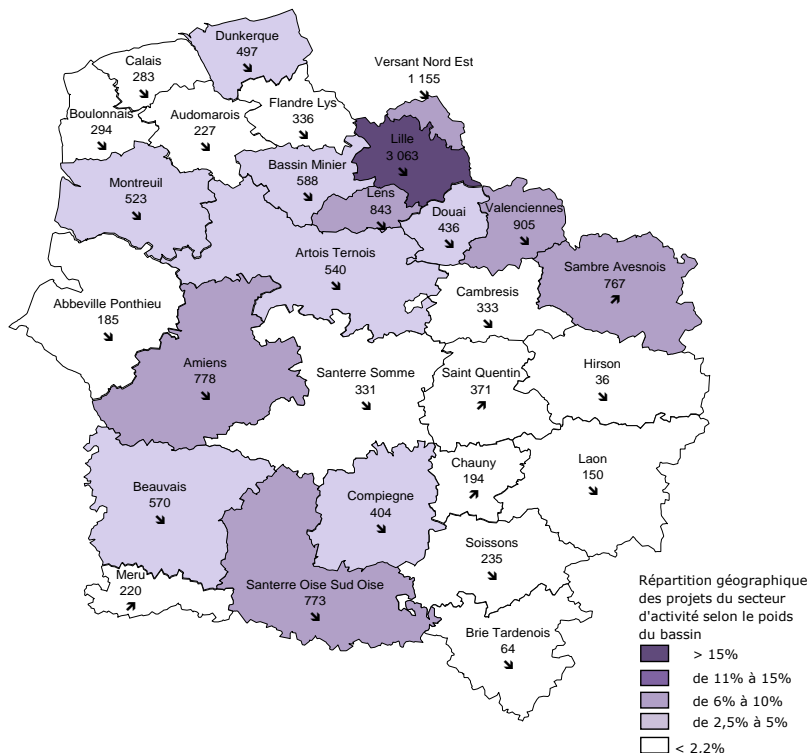 Dunkerque
497
Calais
283
Versant Nord Est
1 155
Boulonnais
294
Audomarois
227
Flandre Lys
336
Lille
3 063
Bassin Minier
588
Montreuil
523
Lens
843
Douai
436
Valenciennes
905
Artois Ternois
540
Sambre Avesnois
767
Cambresis
333
Abbeville Ponthieu
185
Amiens
778
Santerre Somme
331
Saint Quentin
371
Hirson
36
Chauny
194
Laon
150
Beauvais
570
Compiegne
404
Soissons
235
Meru
220
Santerre Oise Sud Oise
773
Brie Tardenois
64
Répartition géographique
des projets du secteur
d'activité selon le poids
du bassin
> 15%
de 11% à 15%
de 6% à 10%
de 2,5% à 5%
< 2,2%